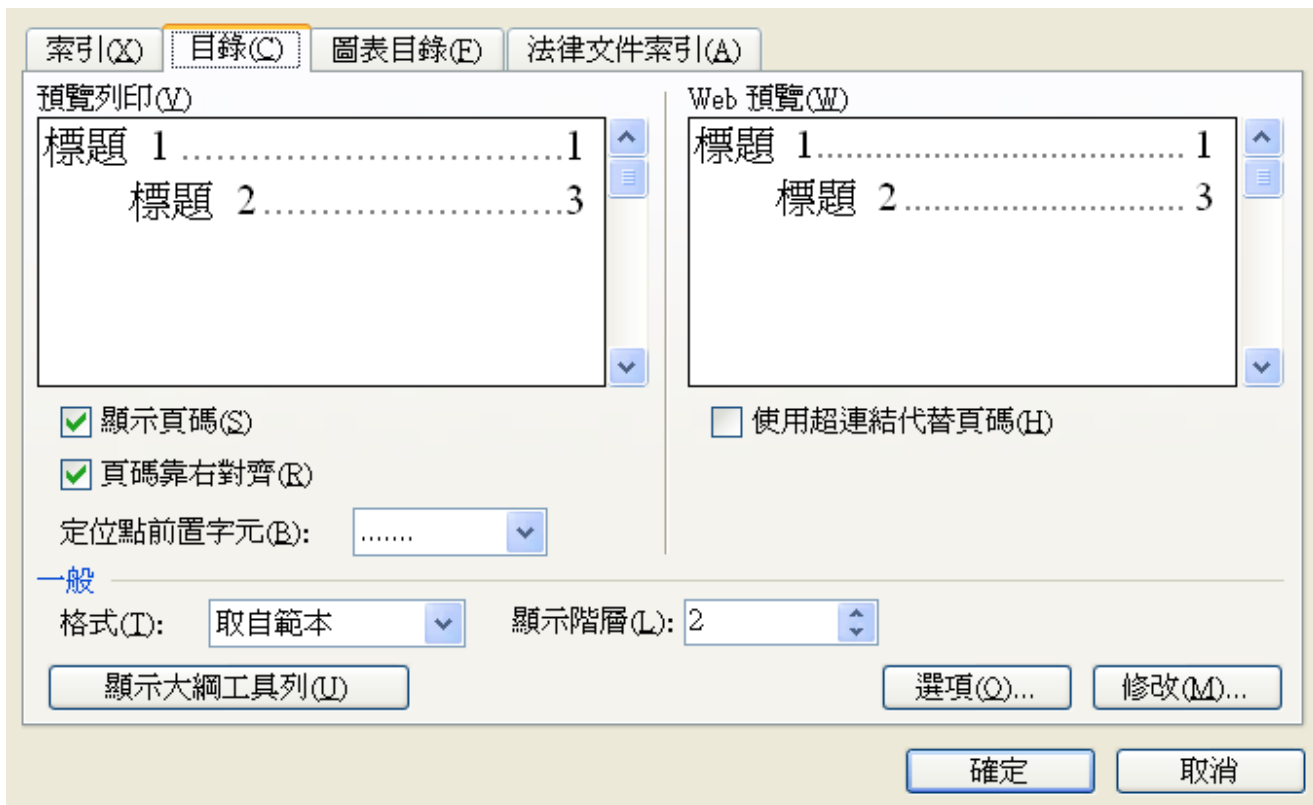 索引(X) 目錄(C) 圖表目錄(F) 法律文件索引(A)
預覽列印(V)
標題 1 .................................1
標題 2..........................3
Web 預覽(W)
標題 1................................ 1
標題 2......................... 3
顯示頁碼(S)
頁碼靠右對齊(R)
定位點前置字元(B): .......
使用超連結代替頁碼(H)
一般
格式(T): 取自範本 顯示階層(L): 2
顯示大綱工具列(U) 選項(O)... 修改(M)...
確定 取消